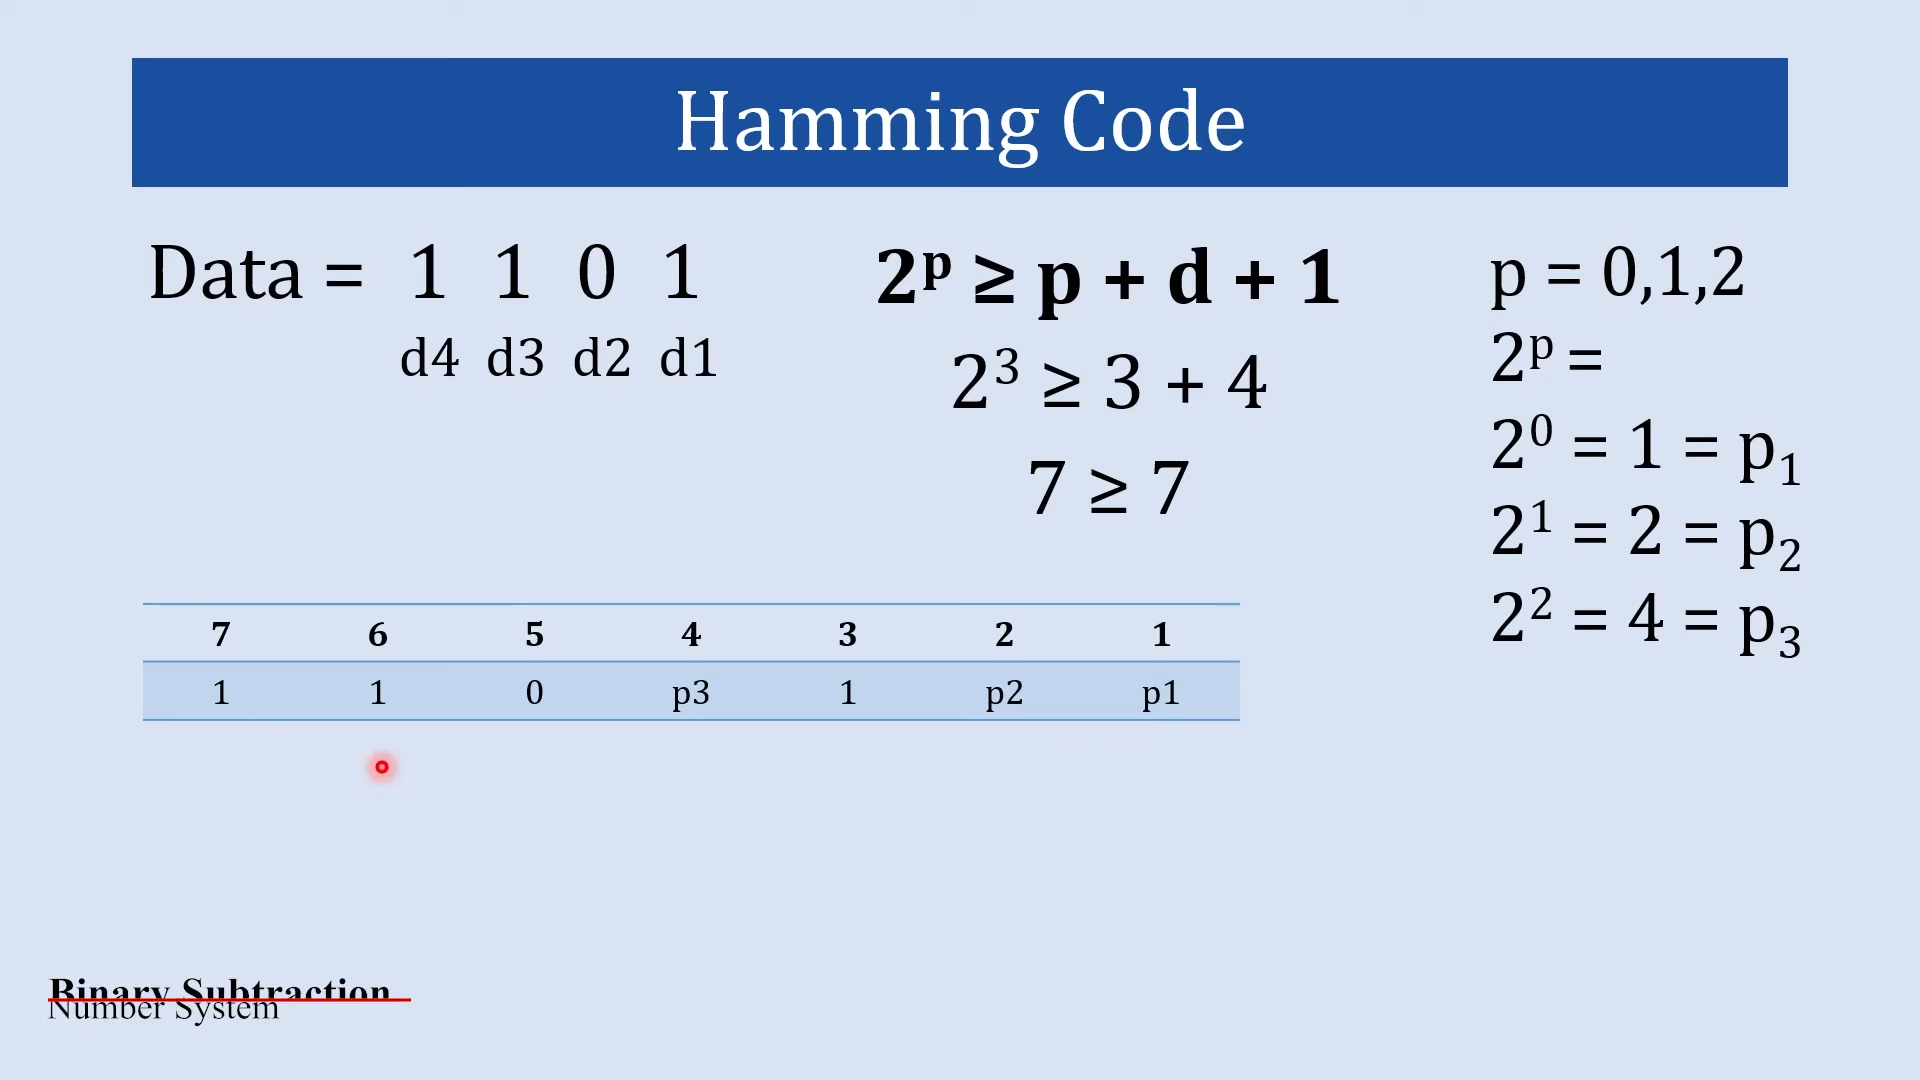 Hamming Code
Data = 1 1 0 1
d4 d3 d2 d1
2ᵖ ≥ p + d + 1
2³ ≥ 3 + 4
7 ≥ 7
p = 0,1,2
2ᵖ =
2⁰ = 1 = p₁
2¹ = 2 = p₂
2² = 4 = p₃
7 6 5 4 3 2 1
1 1 0 p3 1 p2 p1
Binary Subtraction
Number System